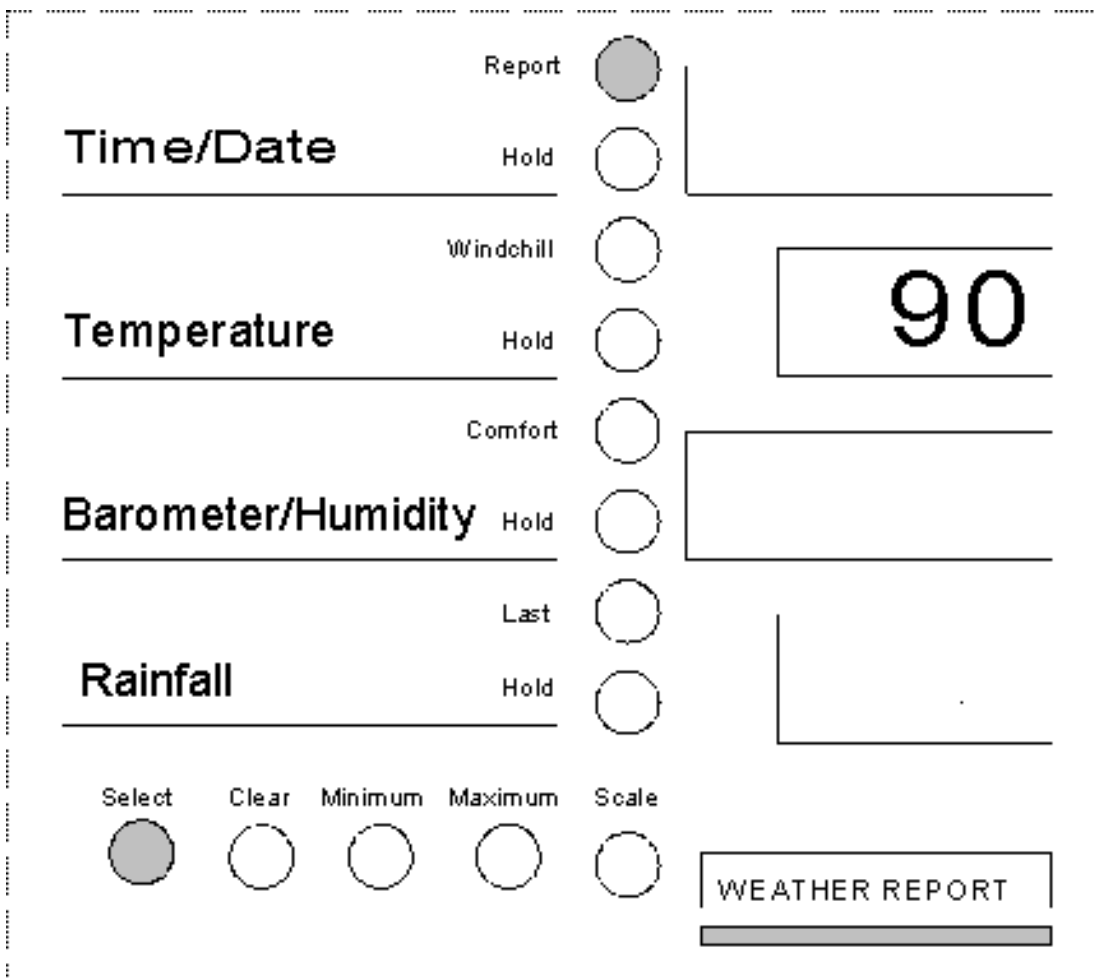 Report
Time/Date Hold
Windchill
90
Temperature Hold
Comfort
Barometer/Humidity Hold
Last
Rainfall Hold
Select Clear Minimum Maximum Scale
WEATHER REPORT